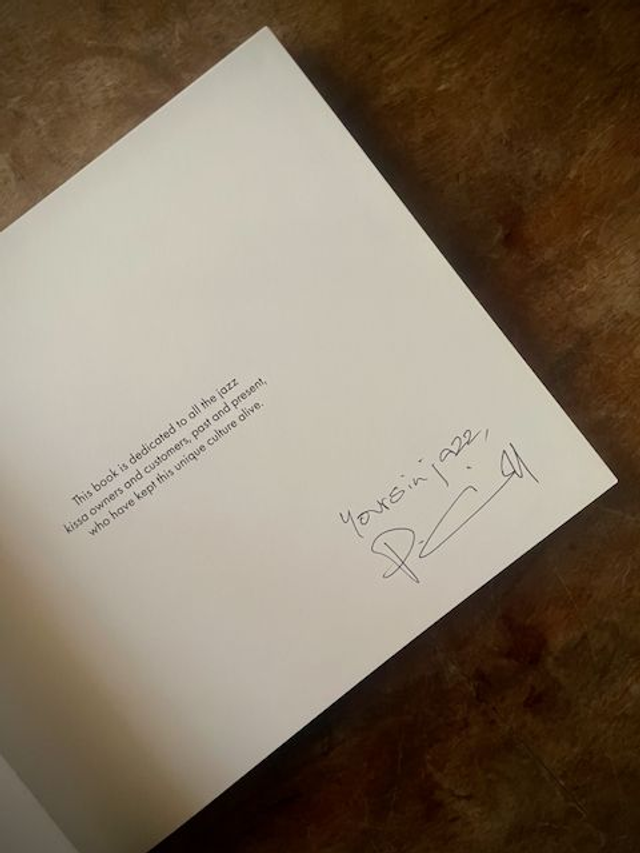 This book is dedicated to all the jazz
kissa owners and customers, past and present,
who have kept this unique culture alive.
Yours in jazz,